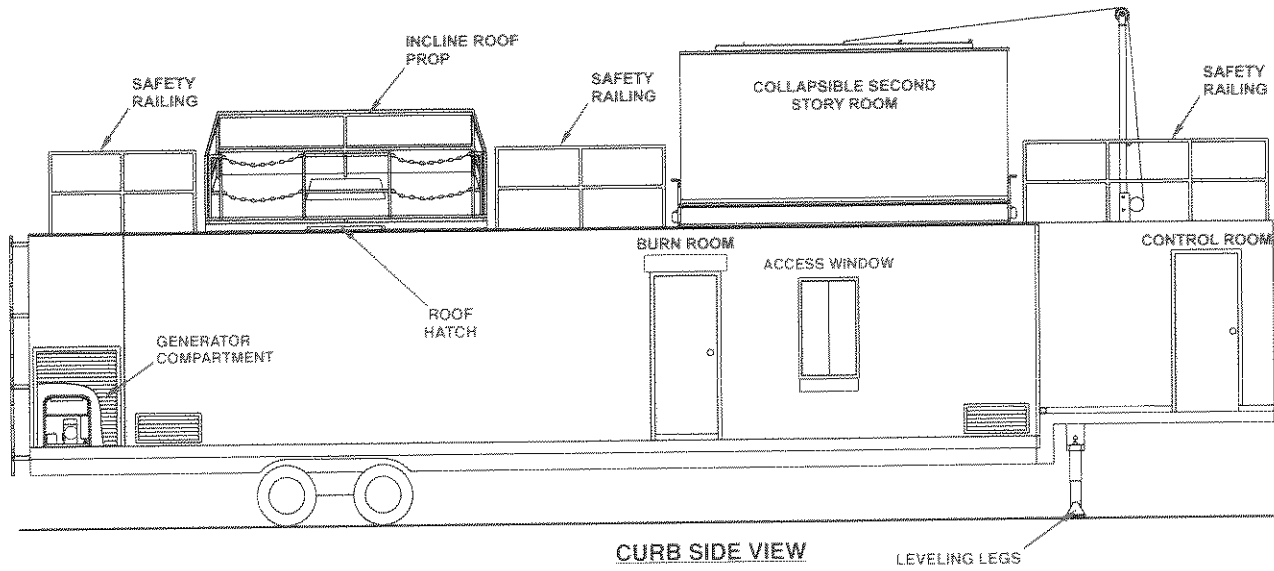 INCLINE ROOF
PROP
SAFETY
RAILING
SAFETY
RAILING
COLLAPSIBLE SECOND
STORY ROOM
SAFETY
RAILING
BURN ROOM
ACCESS WINDOW
CONTROL ROOM
ROOF
HATCH
GENERATOR
COMPARTMENT
CURB SIDE VIEW
LEVELING LEGS